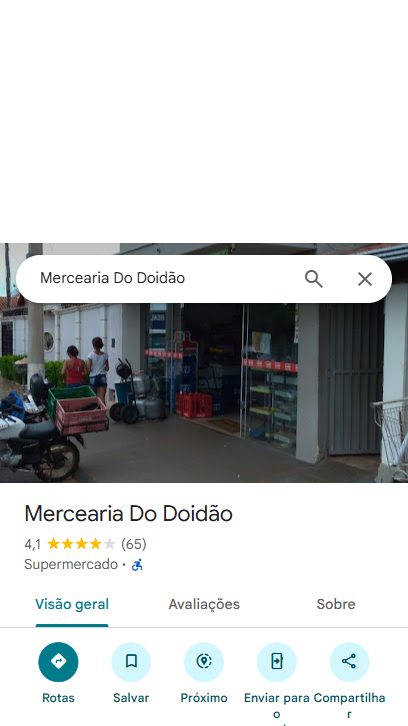 Mercearia Do Doidão
Mercearia Do Doidão
4,1 (65)
Supermercado ·
Visão geral
Avaliações
Sobre
Rotas
Salvar
Próximo
Enviar para
o
Compartilha
r